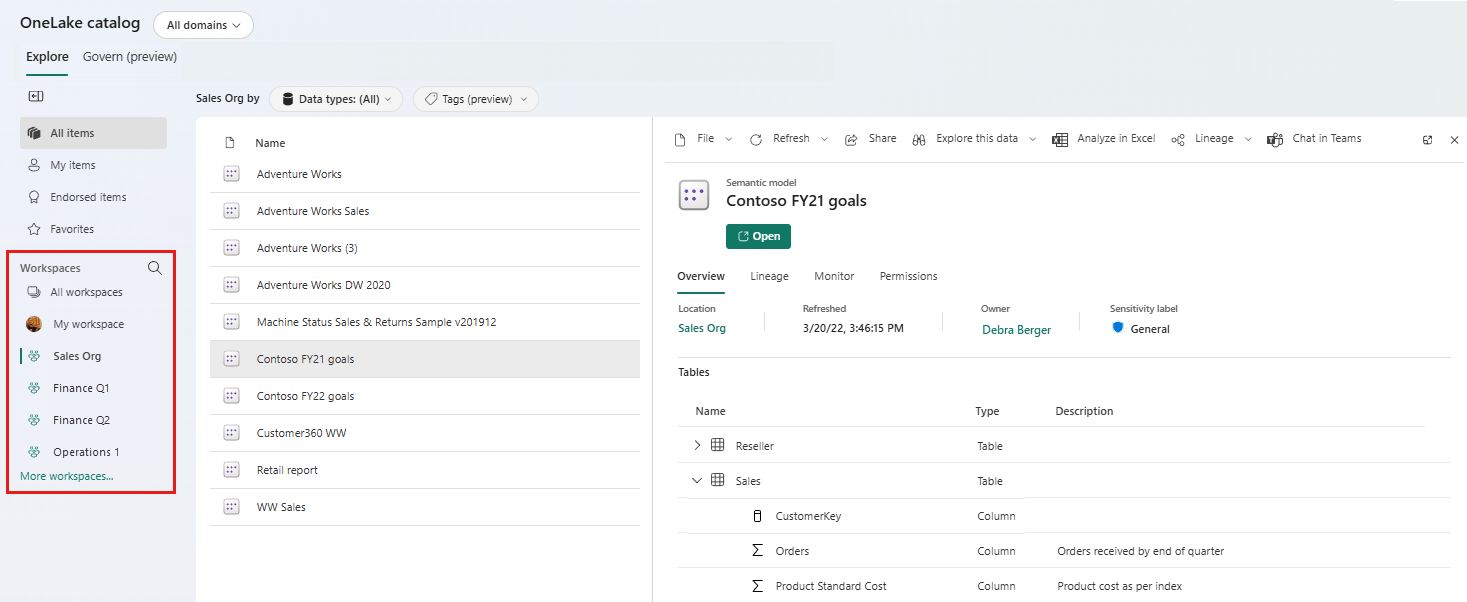 OneLake catalog
All domains
Explore
Govern (preview)
Sales Org by
Data types: (All)
Tags (preview)
All items
My items
Endorsed items
Favorites
Workspaces
All workspaces
My workspace
Sales Org
Finance Q1
Finance Q2
Operations 1
More workspaces...
Name
Adventure Works
Adventure Works Sales
Adventure Works (3)
Adventure Works DW 2020
Machine Status Sales & Returns Sample v201912
Contoso FY21 goals
Contoso FY22 goals
Customer360 WW
Retail report
WW Sales
File
Refresh
Share
Explore this data
Analyze in Excel
Lineage
Chat in Teams
Semantic model
Contoso FY21 goals
Open
Overview
Lineage
Monitor
Permissions
Location
Refreshed
Owner
Sensitivity label
Sales Org
3/20/22, 3:46:15 PM
Debra Berger
General
Tables
Name Type Description
Reseller Table
Sales Table
CustomerKey Column
Orders Column Orders received by end of quarter
Product Standard Cost Column Product cost as per index